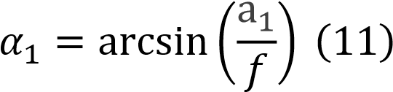 α₁ = arcsin(a₁/f) (11)